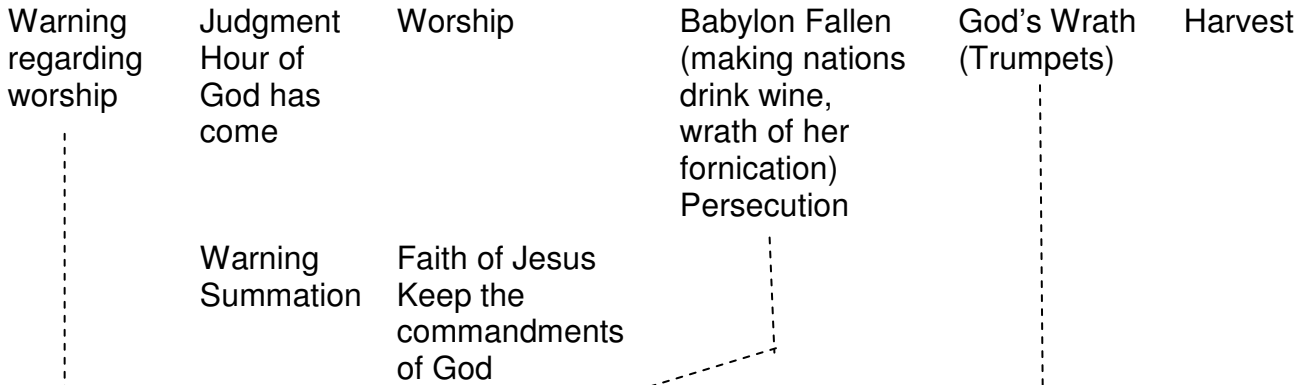 Warning
regarding
worship
Judgment
Hour of
God has
come
Worship
Babylon Fallen
(making nations
drink wine,
wrath of her
fornication)
Persecution
God's Wrath
(Trumpets)
Harvest
Warning
Summation
Faith of Jesus
Keep the
commandments
of God